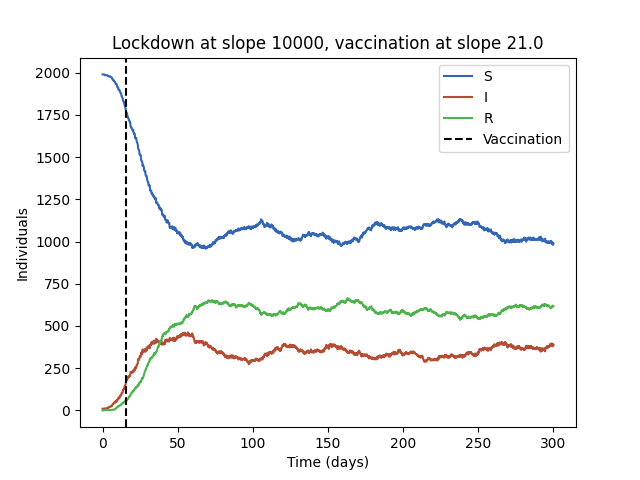 Lockdown at slope 10000, vaccination at slope 21.0
2000
1750
1500
1250
1000
750
500
250
0
Individuals
S
I
R
Vaccination
0 50 100 150 200 250 300
Time (days)